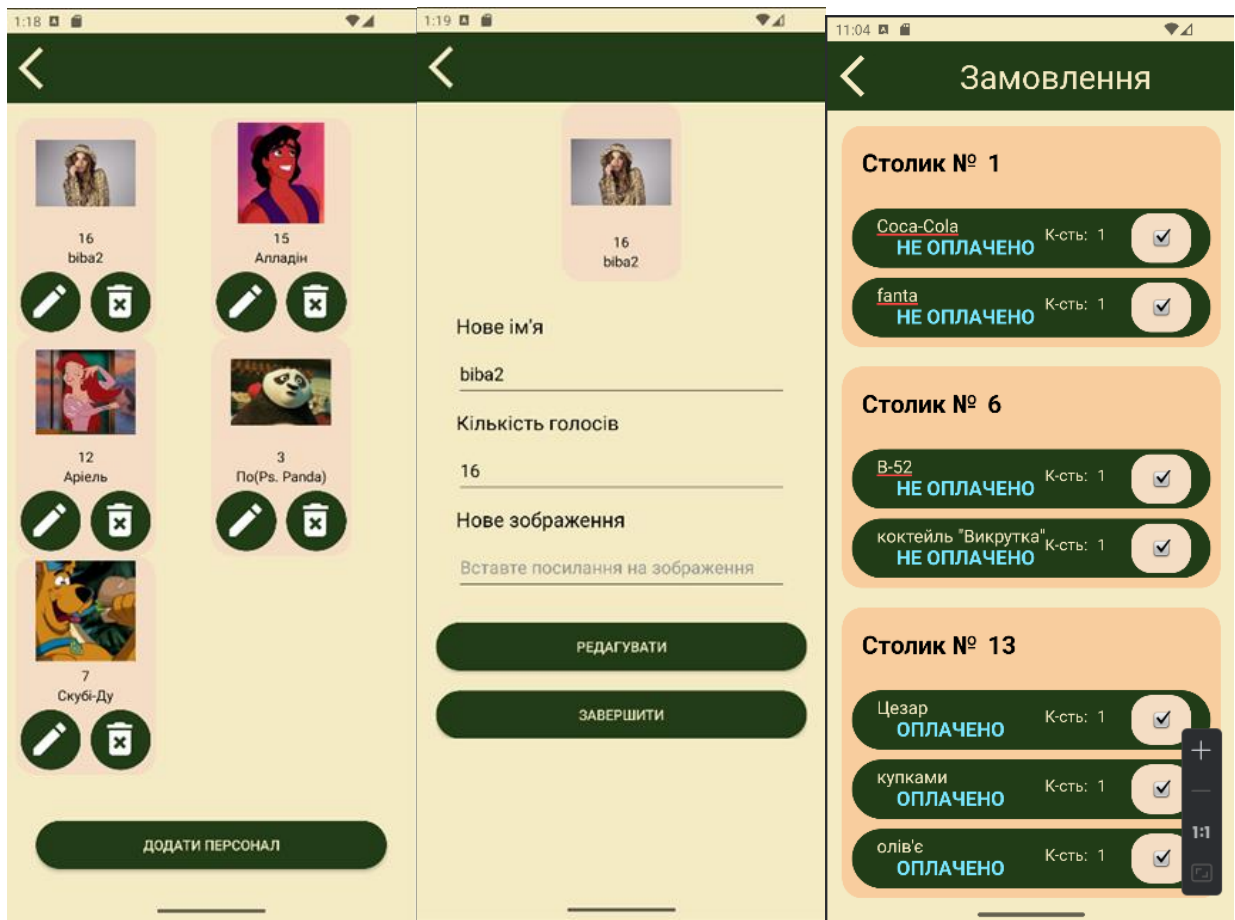 1:18
16
biba2
15
Алладін
12
Аріель
3
По(Ps. Panda)
7
Скубі-Ду
ДОДАТИ ПЕРСОНАЛ
1:19
16
biba2
Нове ім'я
biba2
Кількість голосів
16
Нове зображення
Вставте посилання на зображення
РЕДАГУВАТИ
ЗАВЕРШИТИ
11:04
Замовлення
Столик № 1
Coca-Cola
НЕ ОПЛАЧЕНО
К-сть: 1
fanta
НЕ ОПЛАЧЕНО
К-сть: 1
Столик № 6
B-52
НЕ ОПЛАЧЕНО
К-сть: 1
коктейль "Викрутка"
НЕ ОПЛАЧЕНО
К-сть: 1
Столик № 13
Цезар
ОПЛАЧЕНО
К-сть: 1
купками
ОПЛАЧЕНО
К-сть: 1
олів'є
ОПЛАЧЕНО
К-сть: 1
1:1